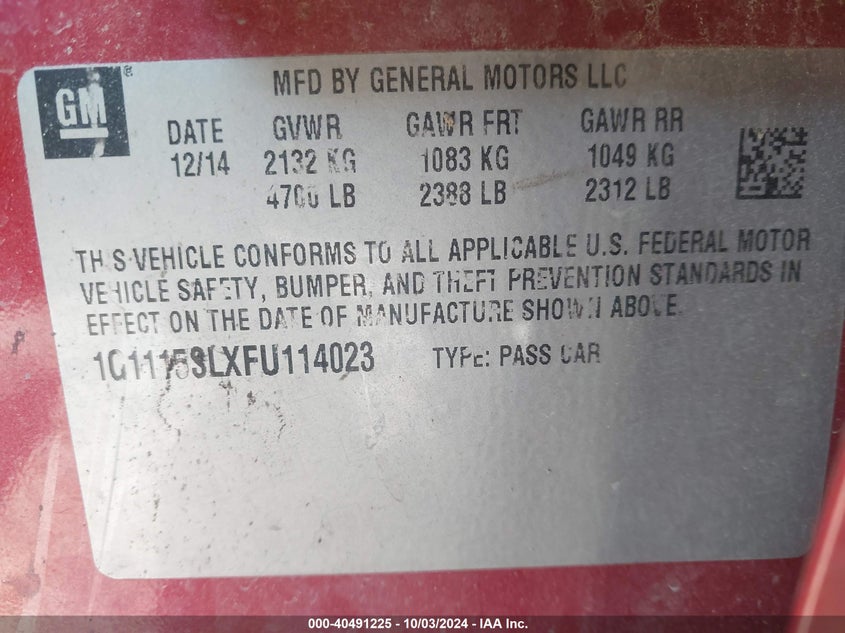 GM®
MFD BY GENERAL MOTORS LLC
DATE GVWR GAWR FRT GAWR RR
12/14 2132 KG 1083 KG 1049 KG
4700 LB 2388 LB 2312 LB
THIS VEHICLE CONFORMS TO ALL APPLICABLE U.S. FEDERAL MOTOR
VEHICLE SAFETY, BUMPER, AND THEFT PREVENTION STANDARDS IN
EFFECT ON THE DATE OF MANUFACTURE SHOWN ABOVE.
1G1115SLXFU114023 TYPE: PASS CAR
000-40491225 - 10/03/2024 - IAA Inc.